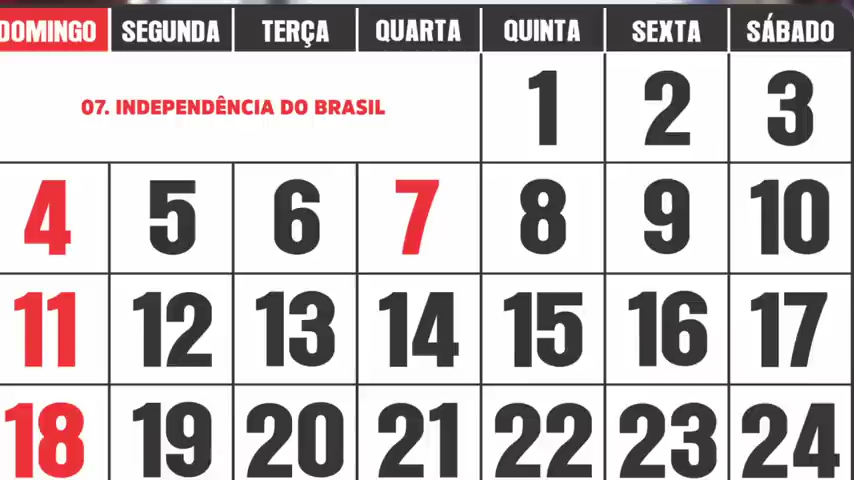 DOMINGO SEGUNDA TERÇA QUARTA QUINTA SEXTA SÁBADO
07. INDEPENDÊNCIA DO BRASIL 1 2 3
4 5 6 7 8 9 10
11 12 13 14 15 16 17
18 19 20 21 22 23 24